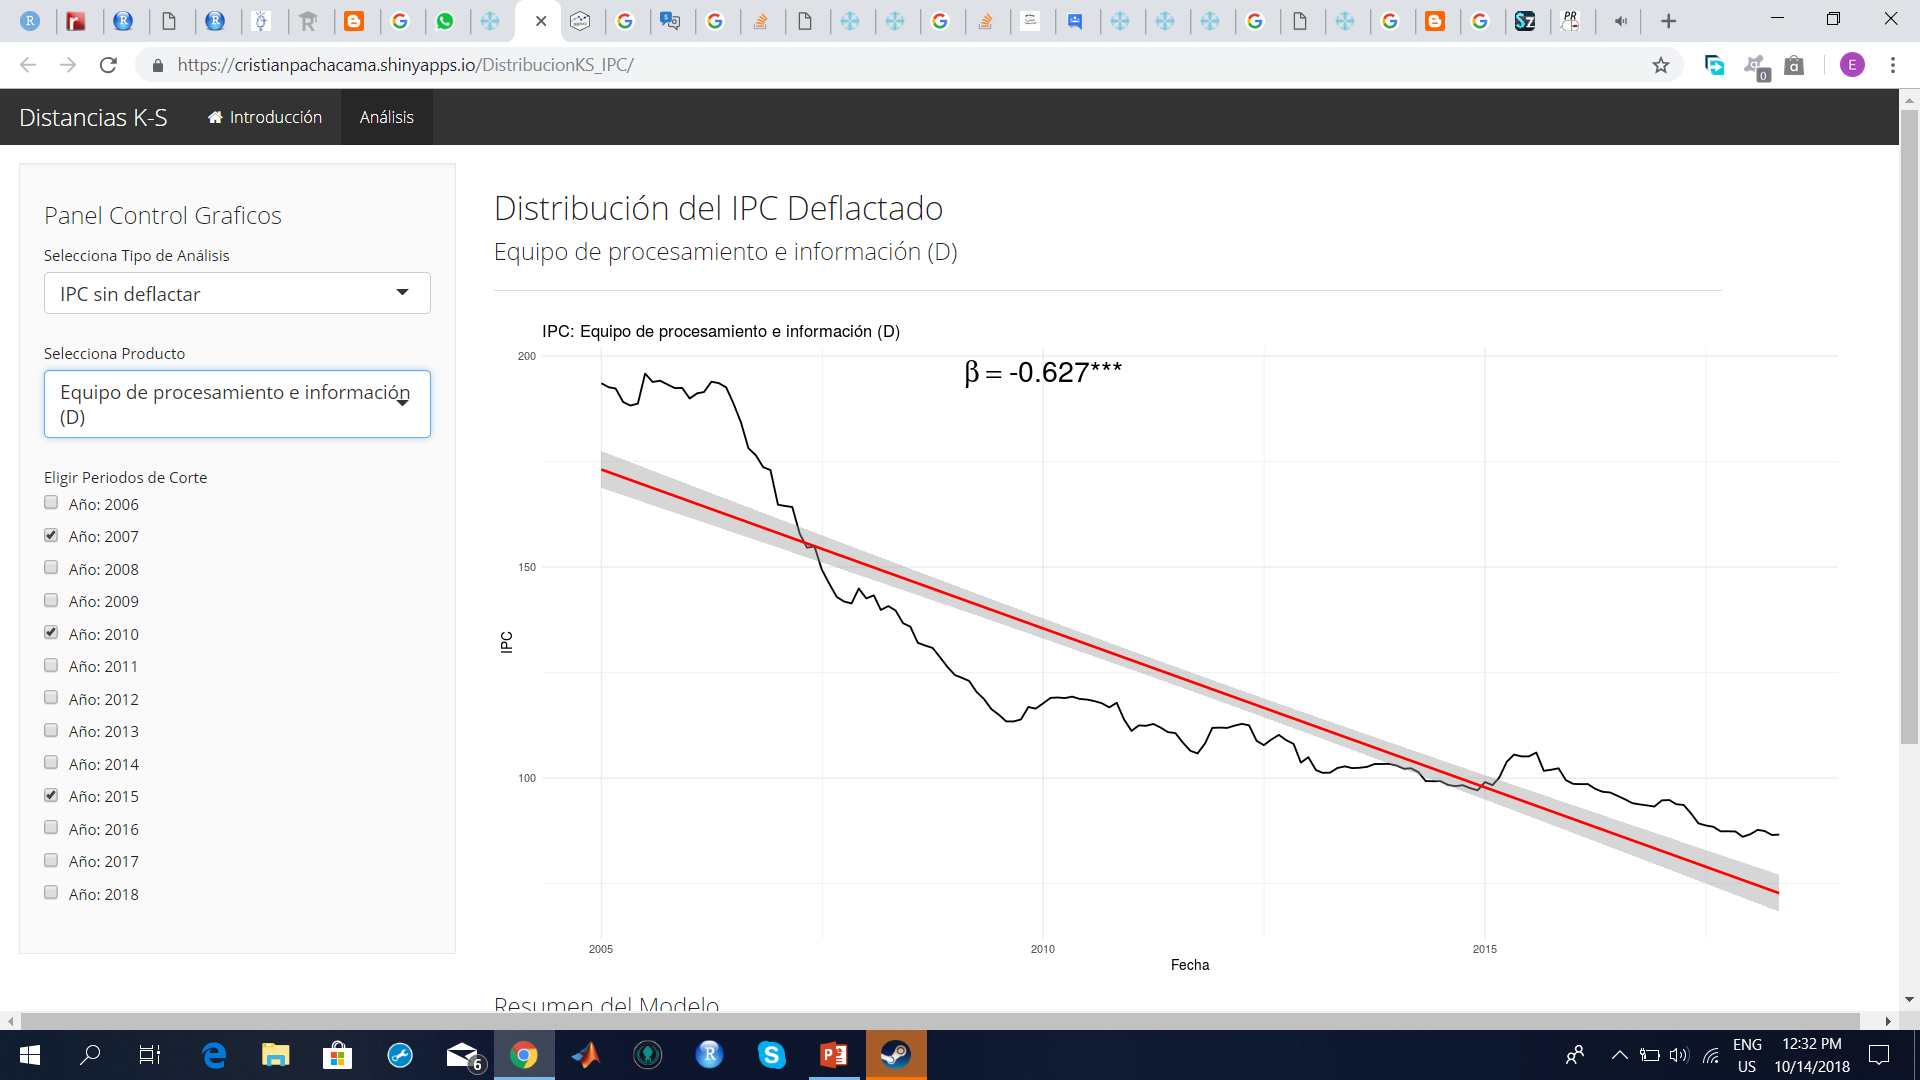 https://cristianpachacama.shinyapps.io/DistribucionKS_IPC/
0
E
Distancias K-S
Introducción
Análisis
Panel Control Graficos
Selecciona Tipo de Análisis
IPC sin deflactar
Selecciona Producto
Equipo de procesamiento e información
(D)
Eligir Periodos de Corte
Año: 2006
Año: 2007
Año: 2008
Año: 2009
Año: 2010
Año: 2011
Año: 2012
Año: 2013
Año: 2014
Año: 2015
Año: 2016
Año: 2017
Año: 2018
Distribución del IPC Deflactado
Equipo de procesamiento e información (D)
IPC: Equipo de procesamiento e información (D)
β = -0.627***
200
150
100
IPC
2005
2010
2015
Fecha
Resumen del Modelo
6
ENG
US
12:32 PM
10/14/2018